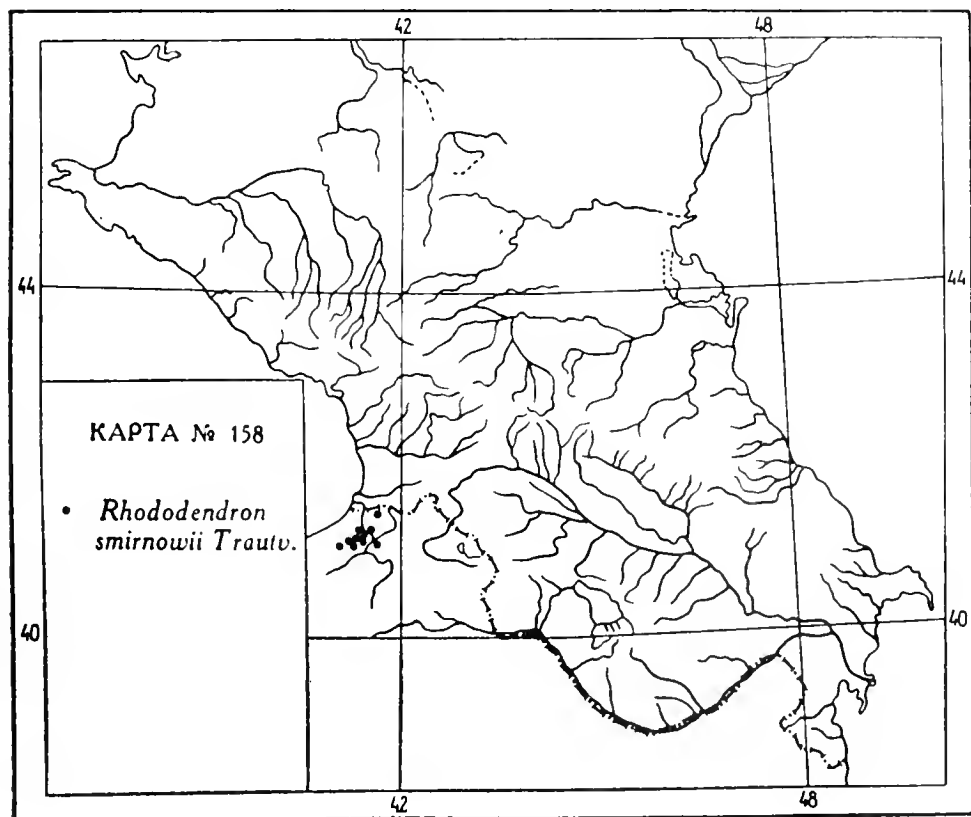 42 48
44 44
КАРТА № 158
• Rhododendron
smirnowii Trautv.
40 40
42 48